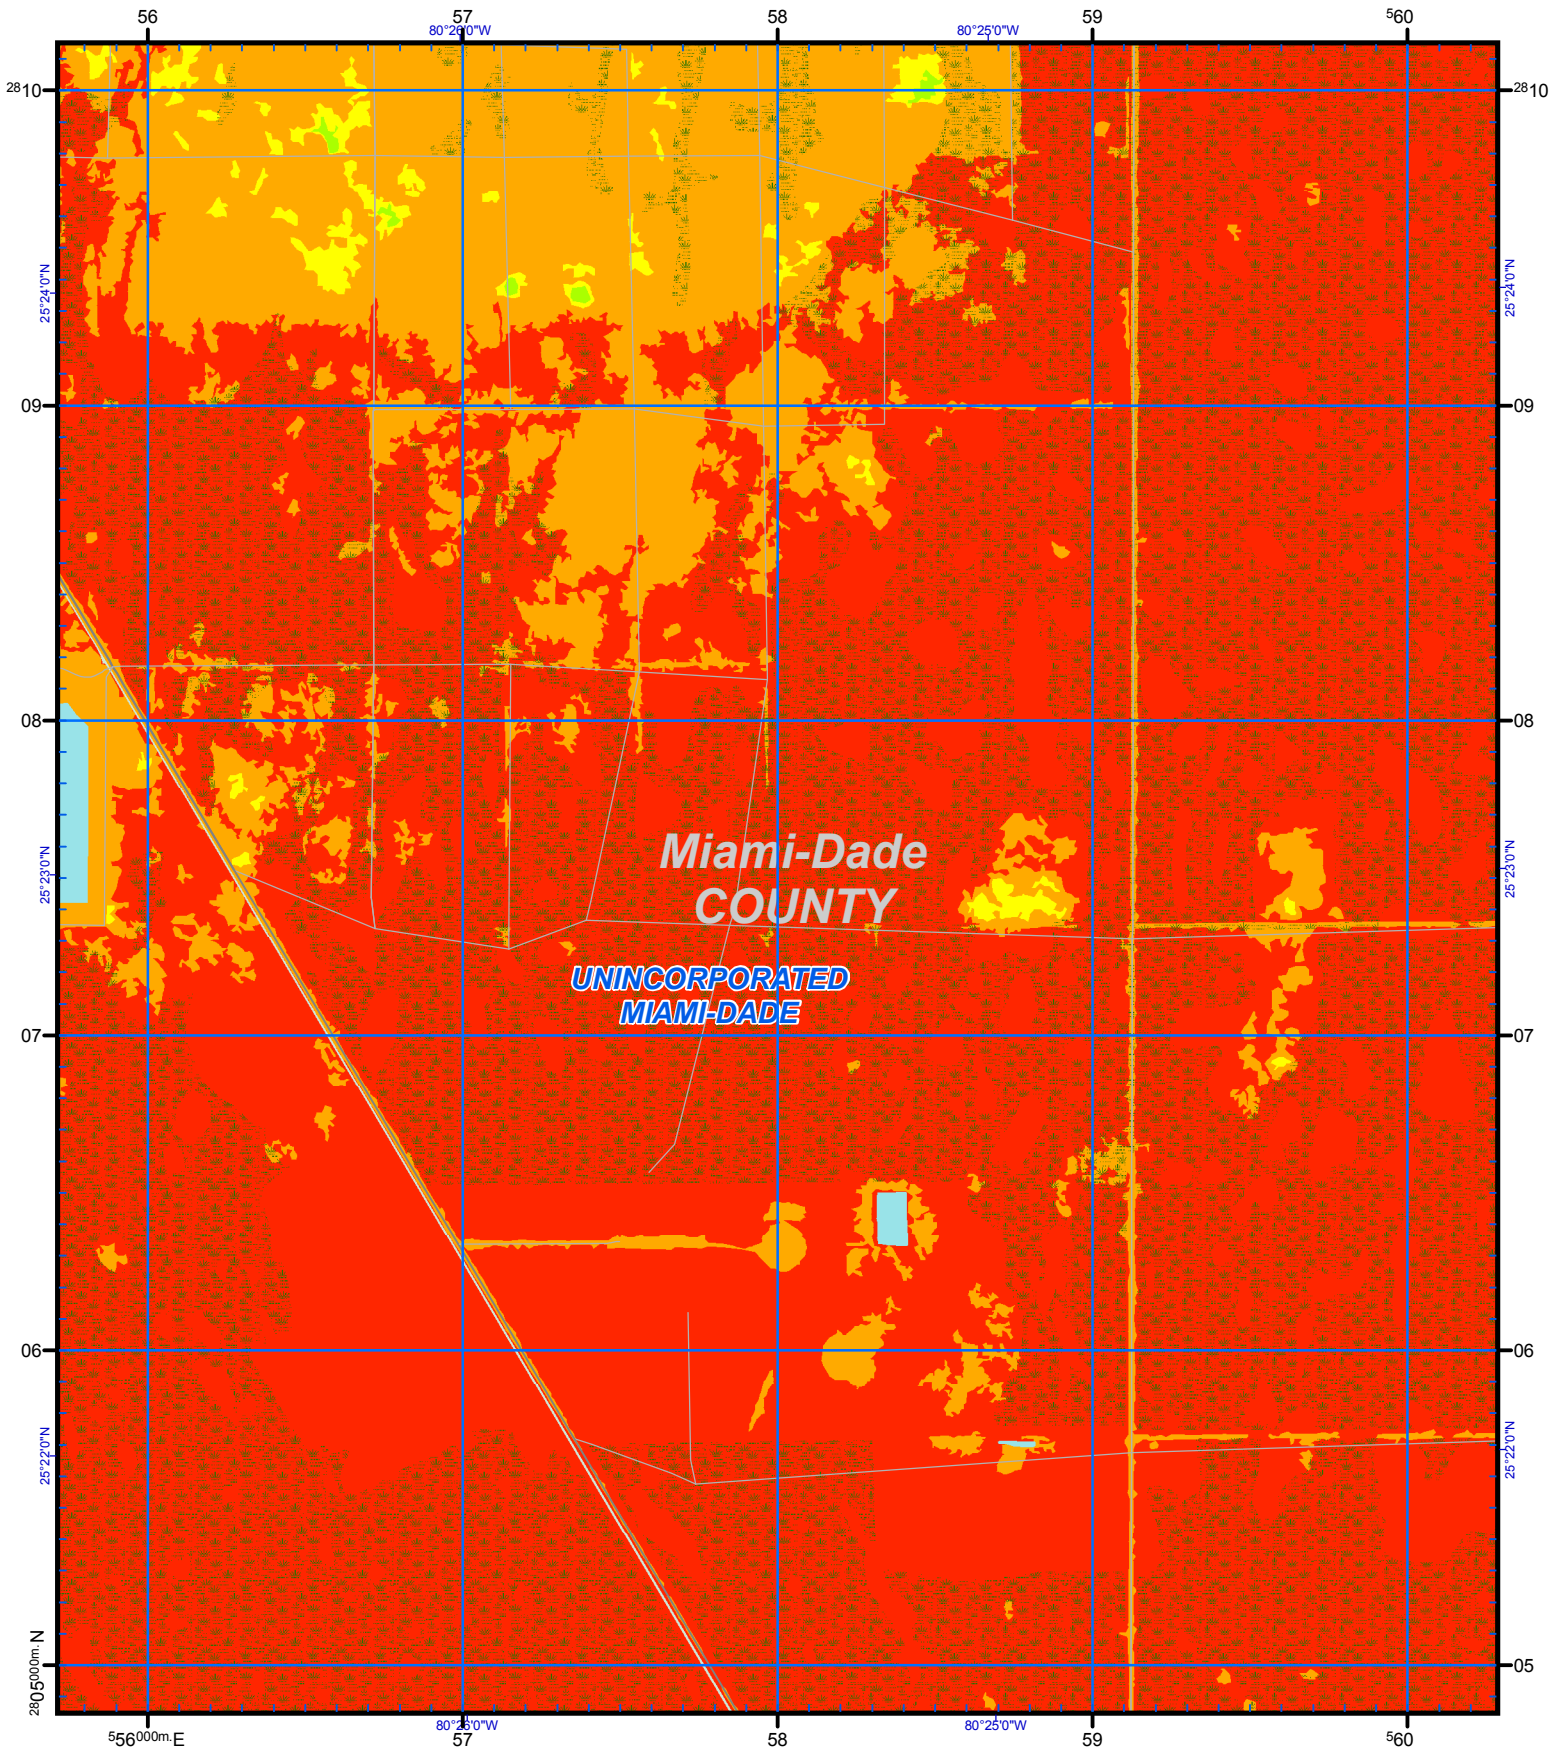 56 57 58 59 ⁵60
80°26'0"W 80°25'0"W
²⁸10 ²⁸10
25°24'0"N 25°24'0"N
09 09
08 08
Miami-Dade
COUNTY
25°23'0"N 25°23'0"N
UNINCORPORATED
MIAMI-DADE
07 07
06 06
25°22'0"N 25°22'0"N
²⁸05⁰⁰⁰ᵐ· N 05
80°26'0"W 80°25'0"W
⁵56⁰⁰⁰ᵐ· E 57 58 59 ⁵60